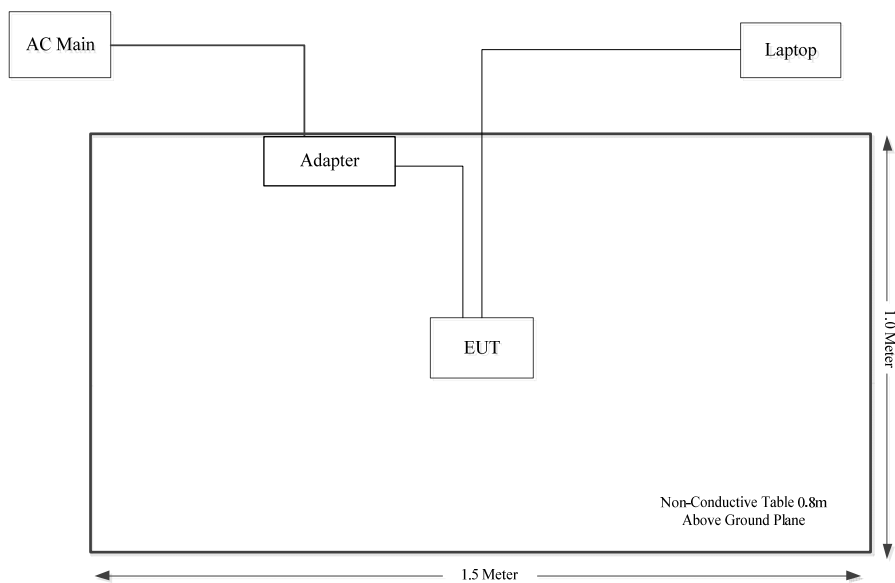 AC Main
Laptop
Adapter
EUT
1.0 Meter
Non-Conductive Table 0.8m
Above Ground Plane
1.5 Meter